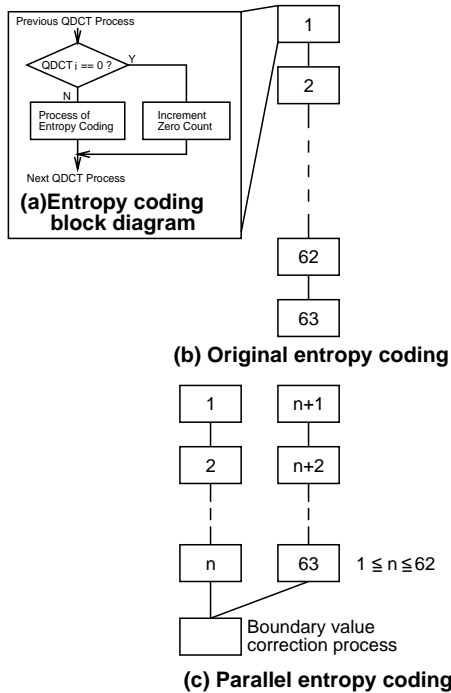 Previous QDCT Process
QDCT i == 0 ?
Y
N
Process of
Entropy Coding
Increment
Zero Count
Next QDCT Process
(a)Entropy coding
block diagram
1
2
62
63
(b) Original entropy coding
1
n+1
2
n+2
n
63
1 ≦ n ≦ 62
Boundary value
correction process
(c) Parallel entropy coding